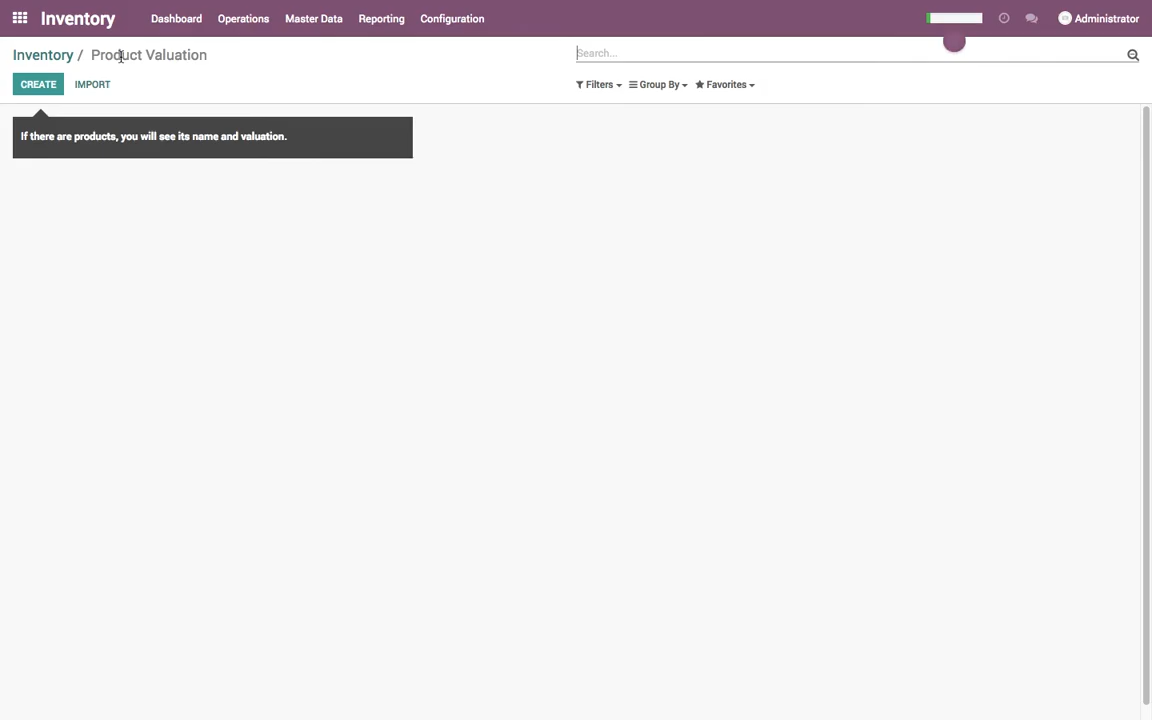 Inventory Dashboard Operations Master Data Reporting Configuration Administrator
Inventory / Product Valuation Search...
CREATE IMPORT Filters Group By Favorites
If there are products, you will see its name and valuation.